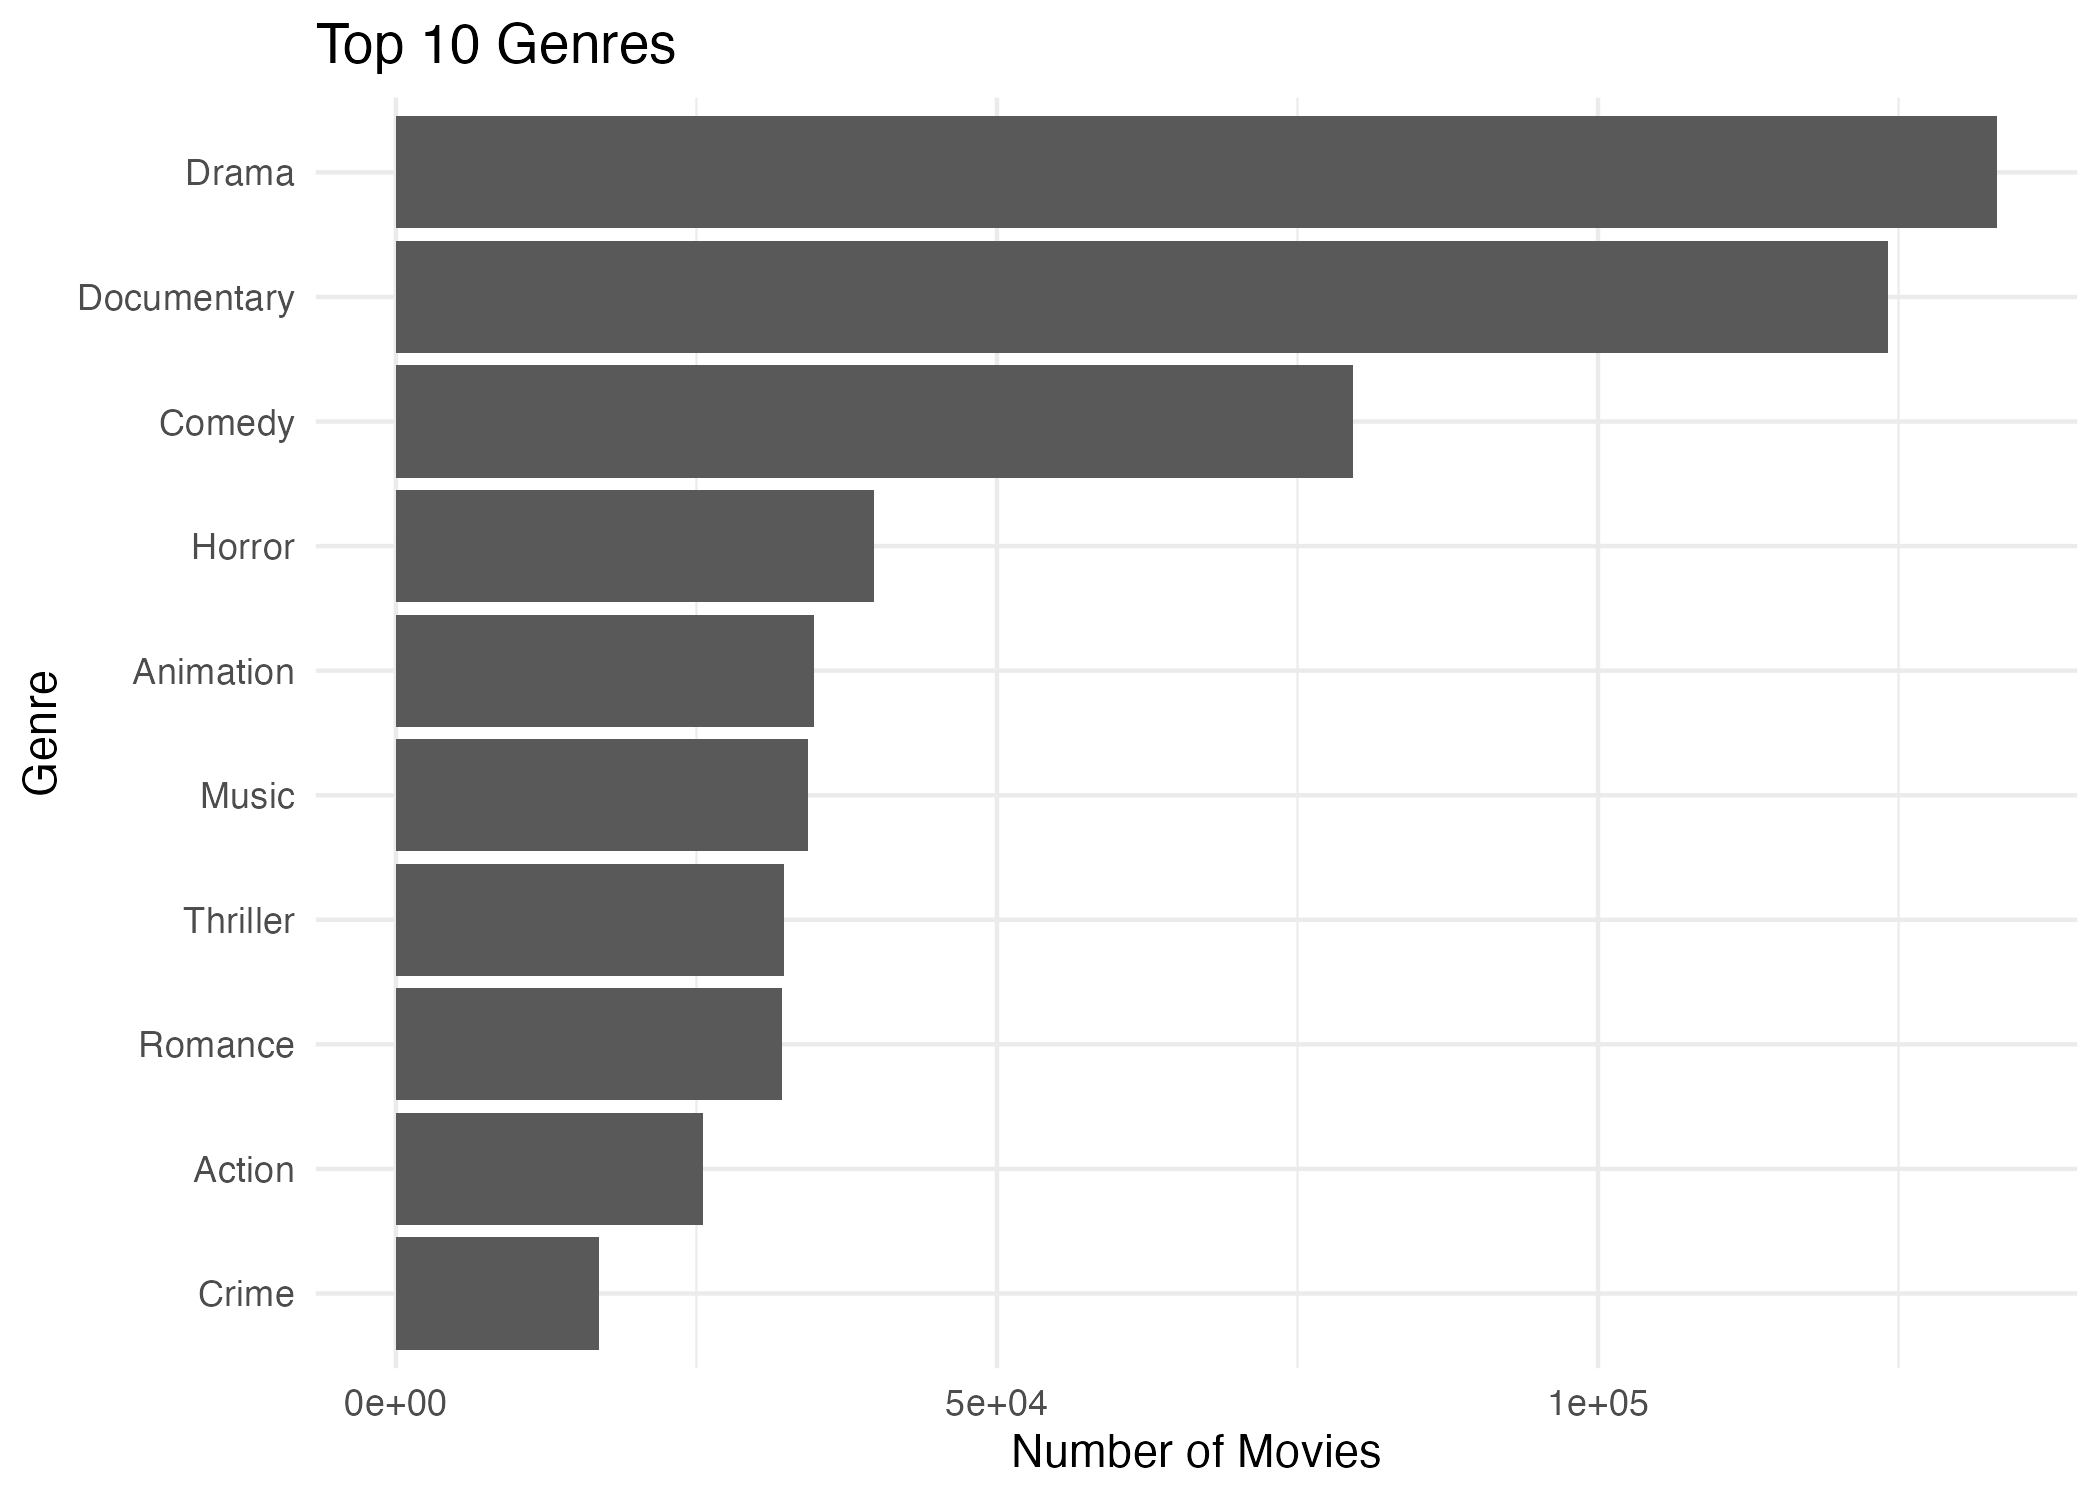 Top 10 Genres
Genre
Drama
Documentary
Comedy
Horror
Animation
Music
Thriller
Romance
Action
Crime
0e+00 5e+04 1e+05
Number of Movies